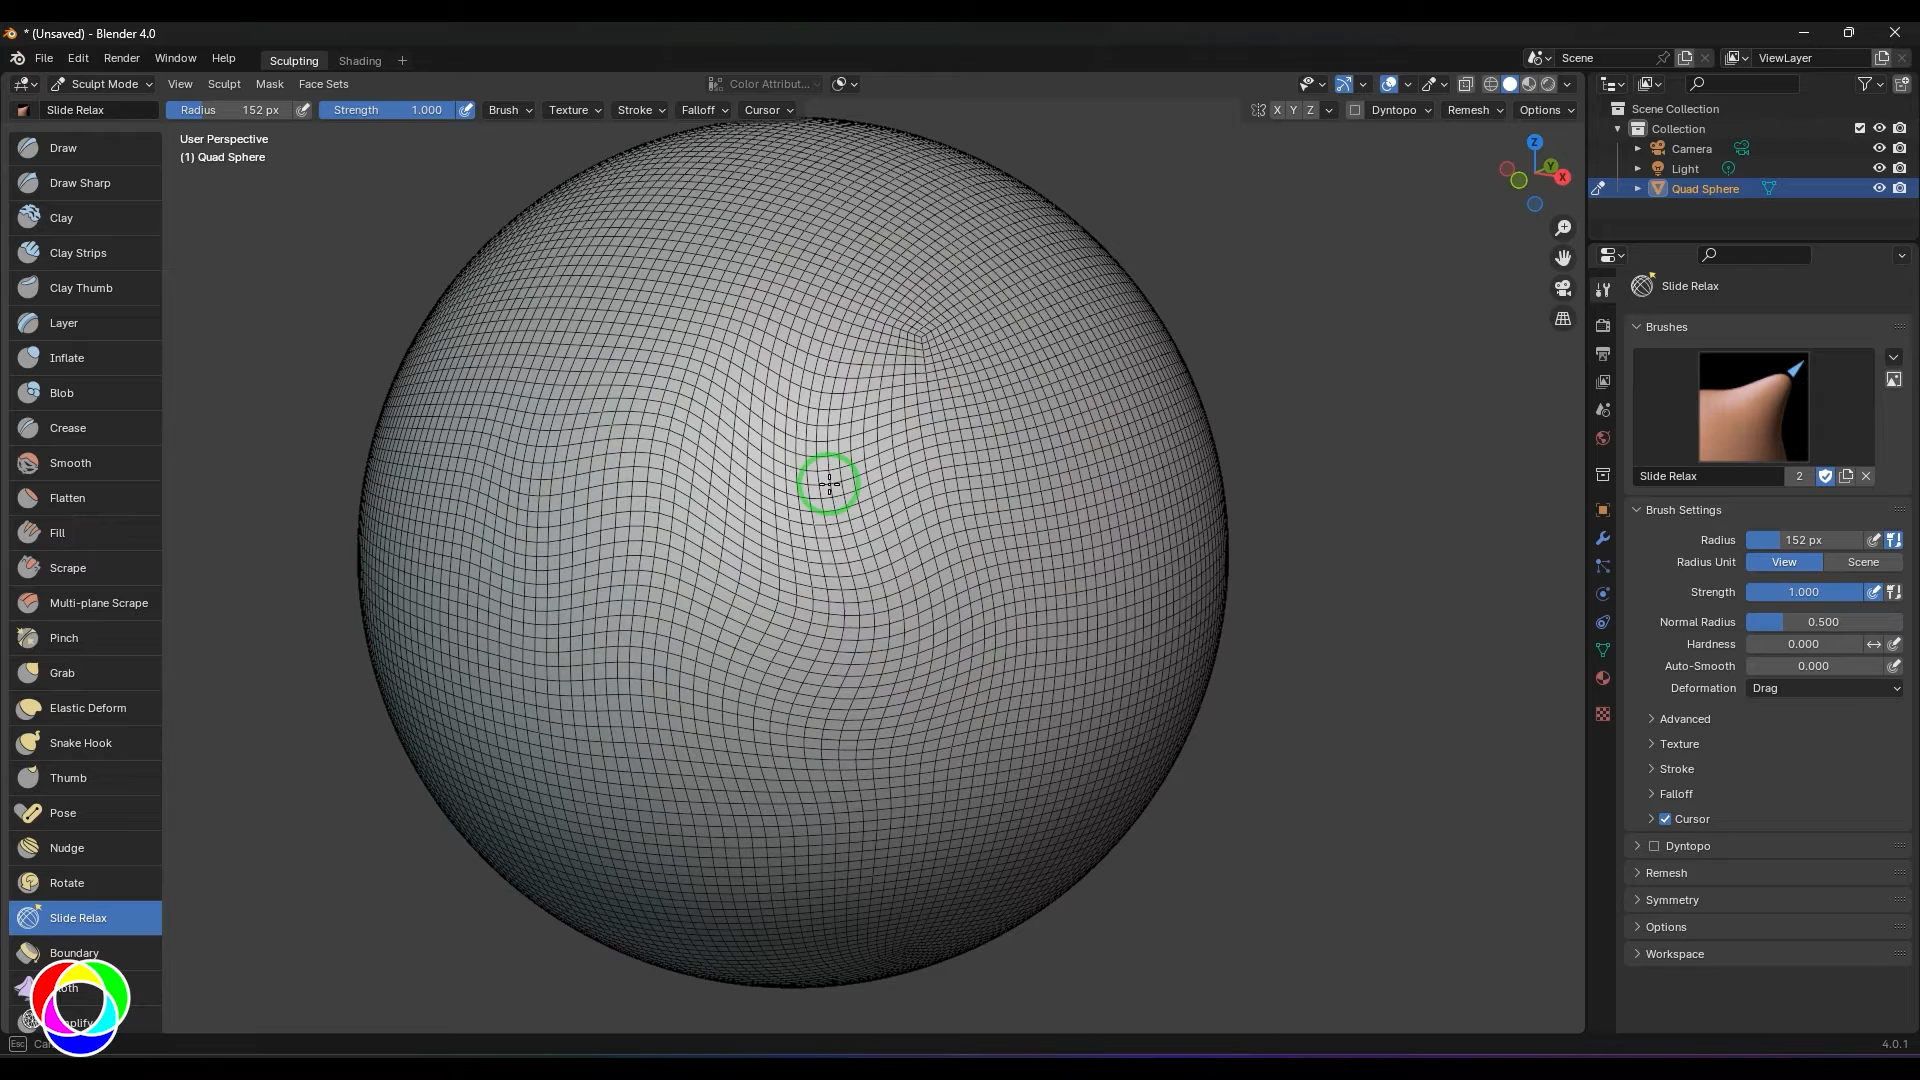 * (Unsaved) - Blender 4.0
File Edit Render Window Help Sculpting Shading + Scene ViewLayer
Sculpt Mode View Sculpt Mask Face Sets Color Attribut...
Slide Relax Radius 152 px Strength 1.000 Brush Texture Stroke Falloff Cursor X Y Z Dyntopo Remesh Options
User Perspective
(1) Quad Sphere
Draw
Draw Sharp
Clay
Clay Strips
Clay Thumb
Layer
Inflate
Blob
Crease
Smooth
Flatten
Fill
Scrape
Multi-plane Scrape
Pinch
Grab
Elastic Deform
Snake Hook
Thumb
Pose
Nudge
Rotate
Slide Relax
Boundary
Z
Y
X
Scene Collection
Collection
Camera
Light
Quad Sphere
Slide Relax
Brushes
Slide Relax 2
Brush Settings
Radius 152 px
Radius Unit View Scene
Strength 1.000
Normal Radius 0.500
Hardness 0.000
Auto-Smooth 0.000
Deformation Drag
Advanced
Texture
Stroke
Falloff
Cursor
Dyntopo
Remesh
Symmetry
Options
Workspace
Esc
4.0.1